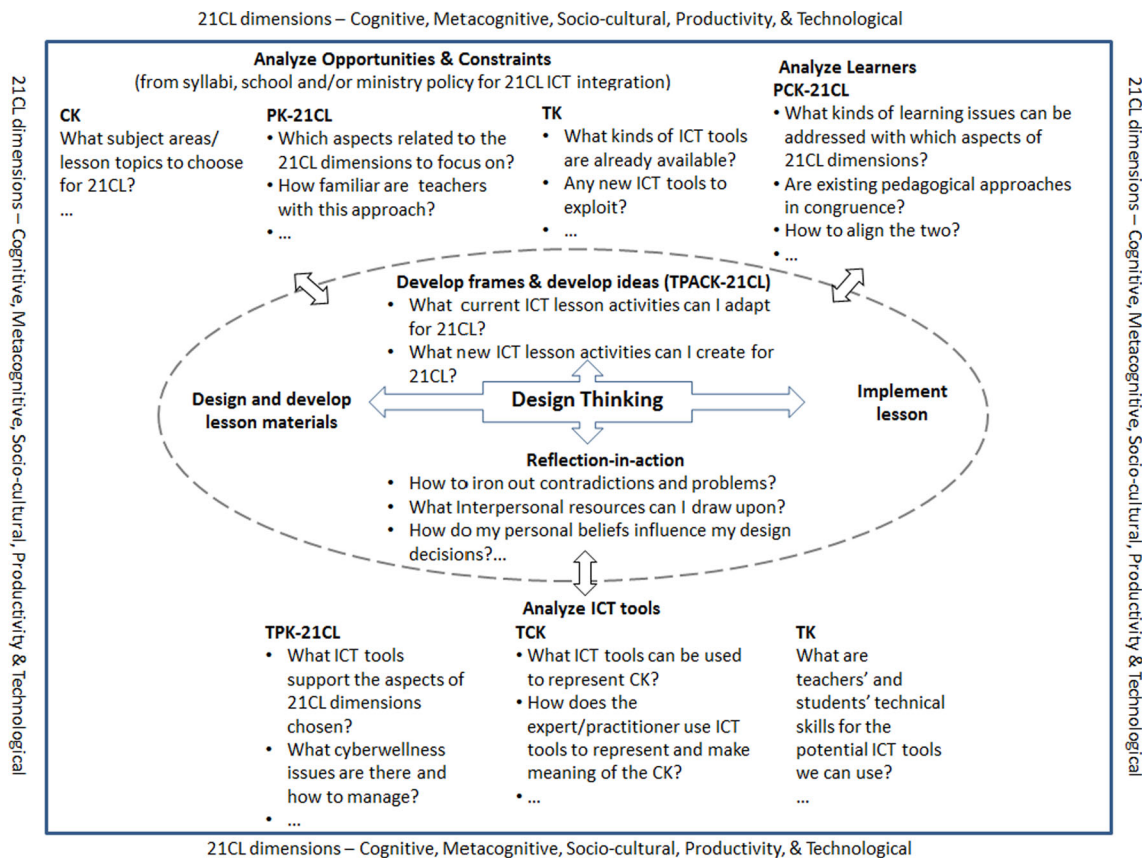 21CL dimensions – Cognitive, Metacognitive, Socio-cultural, Productivity, & Technological
21CL dimensions – Cognitive, Metacognitive, Socio-cultural, Productivity & Technological
21CL dimensions – Cognitive, Metacognitive, Socio-cultural, Productivity & Technological
Analyze Opportunities & Constraints
(from syllabi, school and/or ministry policy for 21CL ICT integration)
CK
What subject areas/
lesson topics to choose
for 21CL?
...
PK-21CL
• Which aspects related to the
21CL dimensions to focus on?
• How familiar are teachers
with this approach?
• ...
TK
• What kinds of ICT tools
are already available?
• Any new ICT tools to
exploit?
• ...
Analyze Learners
PCK-21CL
• What kinds of learning issues can be
addressed with which aspects of
21CL dimensions?
• Are existing pedagogical approaches
in congruence?
• How to align the two?
• ...
Develop frames & develop ideas (TPACK-21CL)
• What current ICT lesson activities can I adapt
for 21CL?
• What new ICT lesson activities can I create for
21CL?
Design and develop
lesson materials
Design Thinking
Implement
lesson
Reflection-in-action
• How to iron out contradictions and problems?
• What Interpersonal resources can I draw upon?
• How do my personal beliefs influence my design
decisions?...
Analyze ICT tools
TPK-21CL
• What ICT tools
support the aspects of
21CL dimensions
chosen?
• What cyberwellness
issues are there and
how to manage?
• ...
TCK
• What ICT tools can be used
to represent CK?
• How does the
expert/practitioner use ICT
tools to represent and make
meaning of the CK?
• ...
TK
What are
teachers’ and
students’ technical
skills for the
potential ICT tools
we can use?
...
21CL dimensions – Cognitive, Metacognitive, Socio-cultural, Productivity & Technological